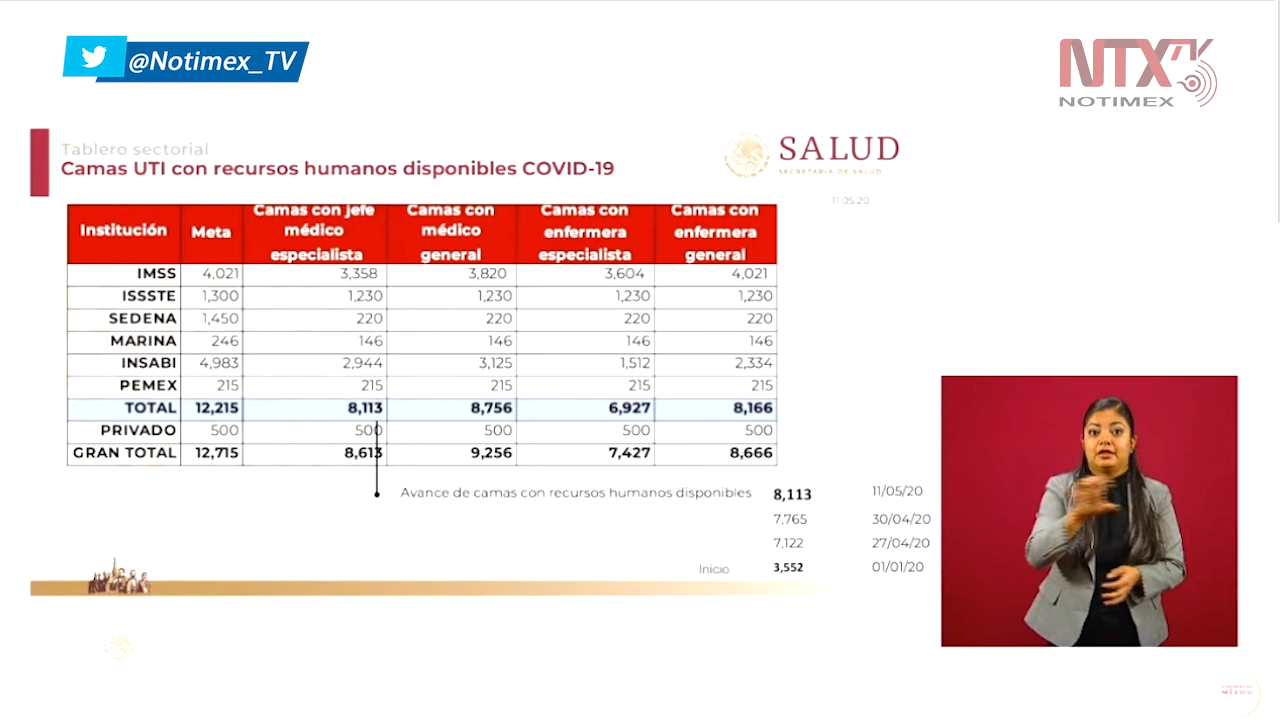 @Notimex_TV
NTX TV
NOTIMEX
Tablero sectorial
Camas UTI con recursos humanos disponibles COVID-19
SALUD
SECRETARÍA DE SALUD
11.05.20
Institución Meta Camas con jefe médico especialista Camas con médico general Camas con enfermera especialista Camas con enfermera general
IMSS 4,021 3,358 3,820 3,604 4,021
ISSSTE 1,300 1,230 1,230 1,230 1,230
SEDENA 1,450 220 220 220 220
MARINA 246 146 146 146 146
INSABI 4,983 2,944 3,125 1,512 2,334
PEMEX 215 215 215 215 215
TOTAL 12,215 8,113 8,756 6,927 8,166
PRIVADO 500 500 500 500 500
GRAN TOTAL 12,715 8,613 9,256 7,427 8,666
Avance de camas con recursos humanos disponibles 8,113 11/05/20
7,765 30/04/20
7,122 27/04/20
Inicio 3,552 01/01/20
MÉXICO